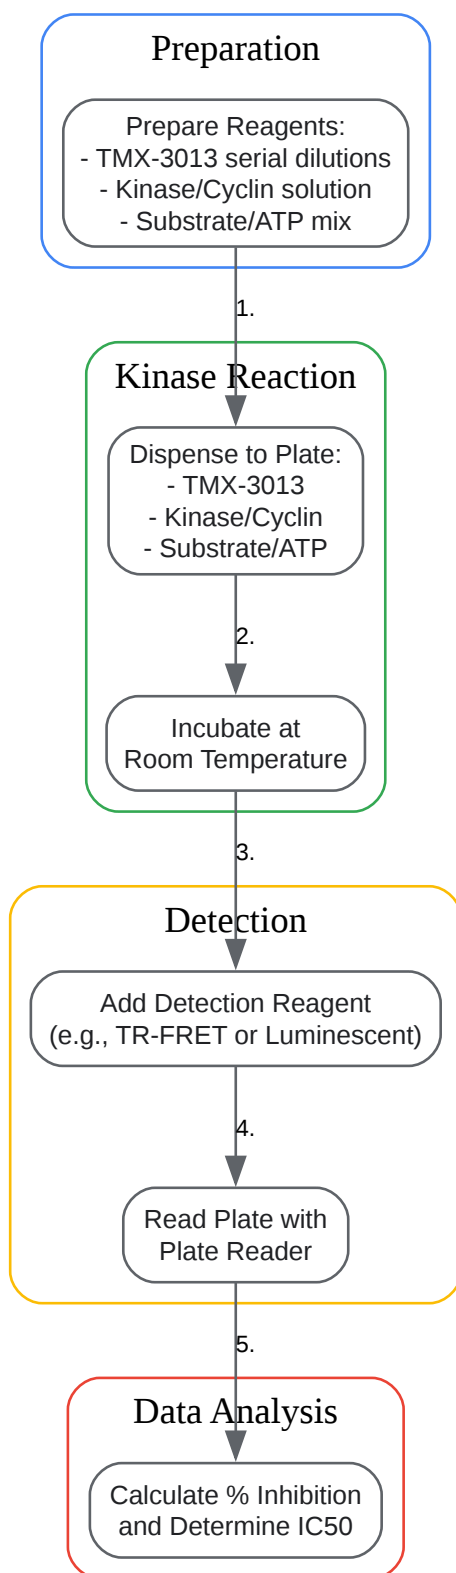 Preparation
Prepare Reagents:
- TMX-3013 serial dilutions
- Kinase/Cyclin solution
- Substrate/ATP mix
1.
Kinase Reaction
Dispense to Plate:
- TMX-3013
- Kinase/Cyclin
- Substrate/ATP
2.
Incubate at
Room Temperature
3.
Detection
Add Detection Reagent
(e.g., TR-FRET or Luminescent)
4.
Read Plate with
Plate Reader
5.
Data Analysis
Calculate % Inhibition
and Determine IC50